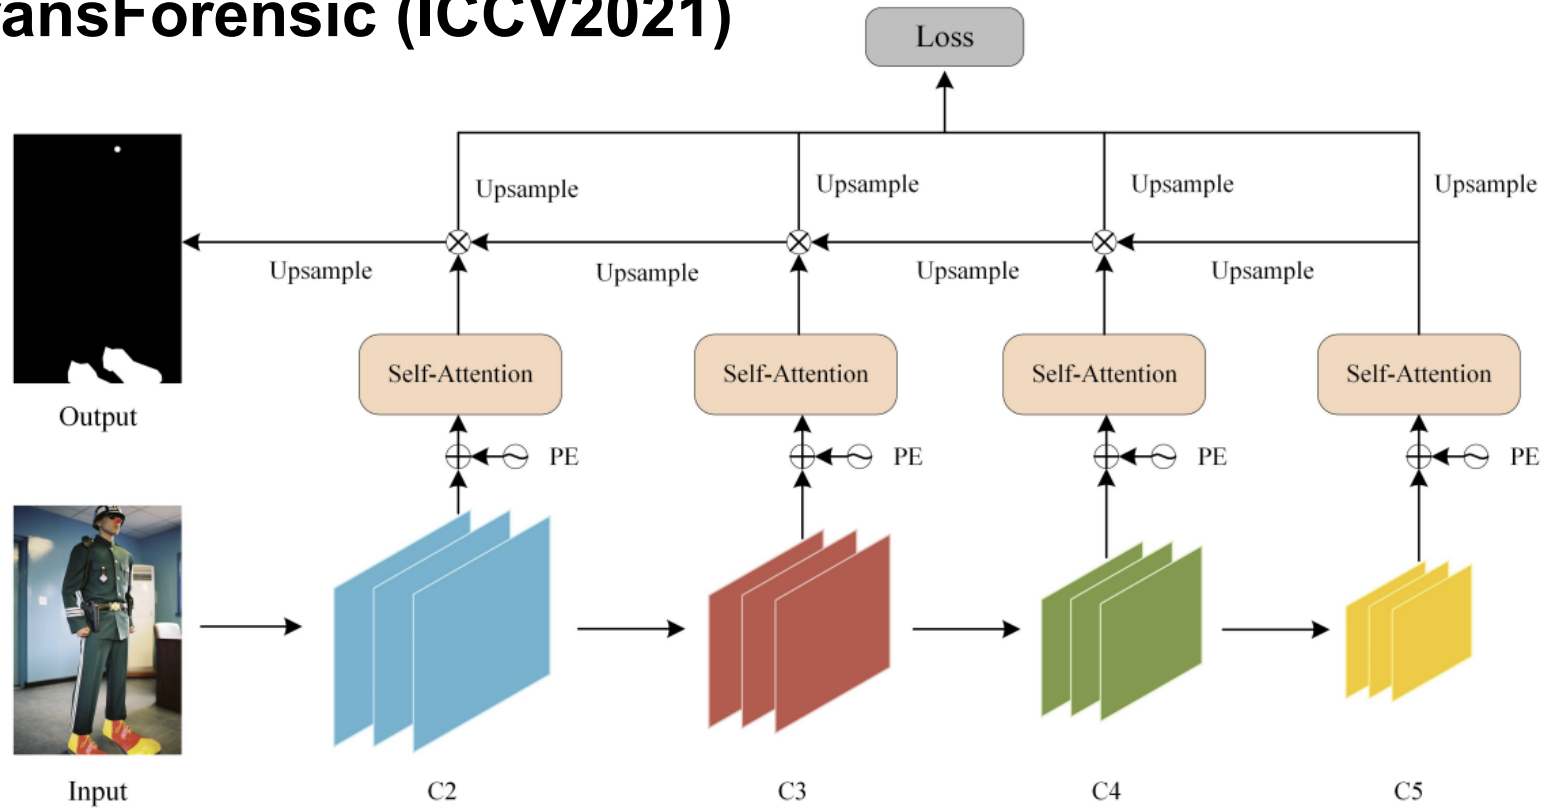 ansForensic (ICCV2021)
Loss
Upsample
Upsample
Upsample
Upsample
Upsample
Upsample
Upsample
Upsample
Self-Attention
Self-Attention
Self-Attention
Self-Attention
Output
PE
PE
PE
PE
Input
C2
C3
C4
C5